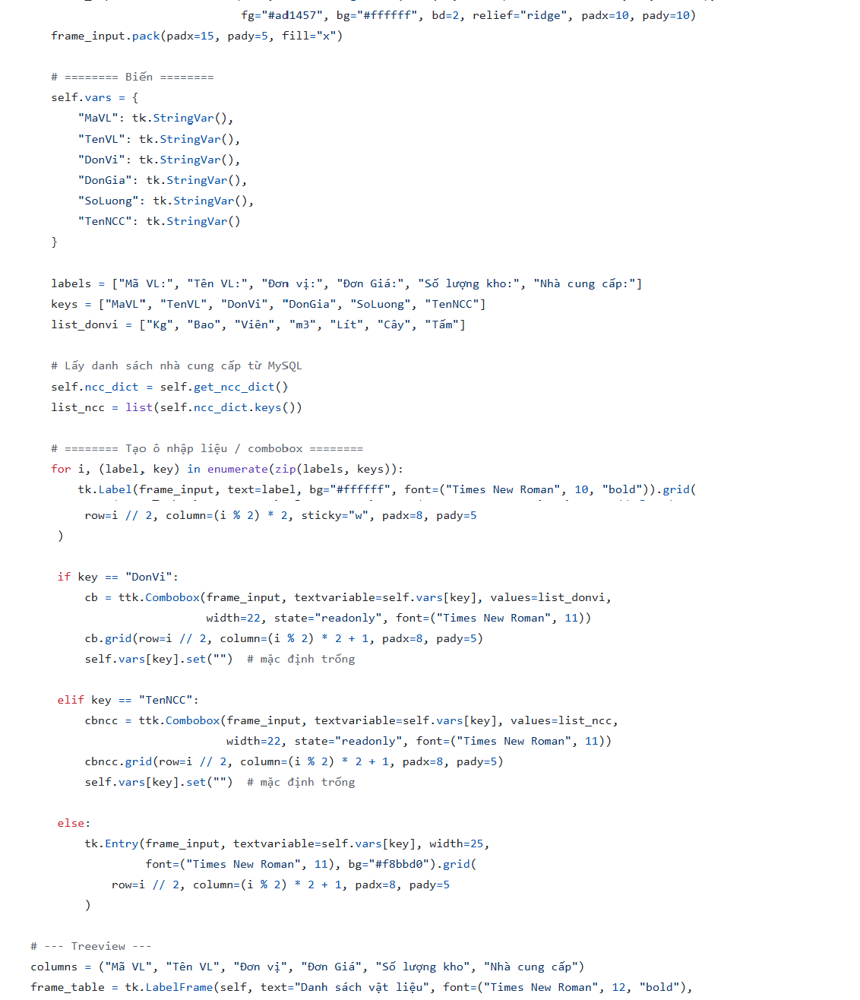 fg="#ad1457", bg="#ffffff", bd=2, relief="ridge", padx=10, pady=10)
frame_input.pack(padx=15, pady=5, fill="x")
# ======== Biến ========
self.vars = {
"MaVL": tk.StringVar(),
"TenVL": tk.StringVar(),
"DonVi": tk.StringVar(),
"DonGia": tk.StringVar(),
"SoLuong": tk.StringVar(),
"TenNCC": tk.StringVar()
}
labels = ["Mã VL:", "Tên VL:", "Đơn vị:", "Đơn Giá:", "Số lượng kho:", "Nhà cung cấp:"]
keys = ["MaVL", "TenVL", "DonVi", "DonGia", "SoLuong", "TenNCC"]
list_donvi = ["Kg", "Bao", "Viên", "m3", "Lít", "Cây", "Tấm"]
# Lấy danh sách nhà cung cấp từ MySQL
self.ncc_dict = self.get_ncc_dict()
list_ncc = list(self.ncc_dict.keys())
# ======== Tạo ô nhập liệu / combobox ========
for i, (label, key) in enumerate(zip(labels, keys)):
tk.Label(frame_input, text=label, bg="#ffffff", font=("Times New Roman", 10, "bold")).grid(
row=i // 2, column=(i % 2) * 2, sticky="w", padx=8, pady=5
)
if key == "DonVi":
cb = ttk.Combobox(frame_input, textvariable=self.vars[key], values=list_donvi,
width=22, state="readonly", font=("Times New Roman", 11))
cb.grid(row=i // 2, column=(i % 2) * 2 + 1, padx=8, pady=5)
self.vars[key].set("")  # mặc định trống
elif key == "TenNCC":
cbncc = ttk.Combobox(frame_input, textvariable=self.vars[key], values=list_ncc,
width=22, state="readonly", font=("Times New Roman", 11))
cbncc.grid(row=i // 2, column=(i % 2) * 2 + 1, padx=8, pady=5)
self.vars[key].set("")  # mặc định trống
else:
tk.Entry(frame_input, textvariable=self.vars[key], width=25,
font=("Times New Roman", 11), bg="#f8bbd0").grid(
row=i // 2, column=(i % 2) * 2 + 1, padx=8, pady=5
)
# --- Treeview ---
columns = ("Mã VL", "Tên VL", "Đơn vị", "Đơn Giá", "Số lượng kho", "Nhà cung cấp")
frame_table = tk.LabelFrame(self, text="Danh sách vật liệu", font=("Times New Roman", 12, "bold"),